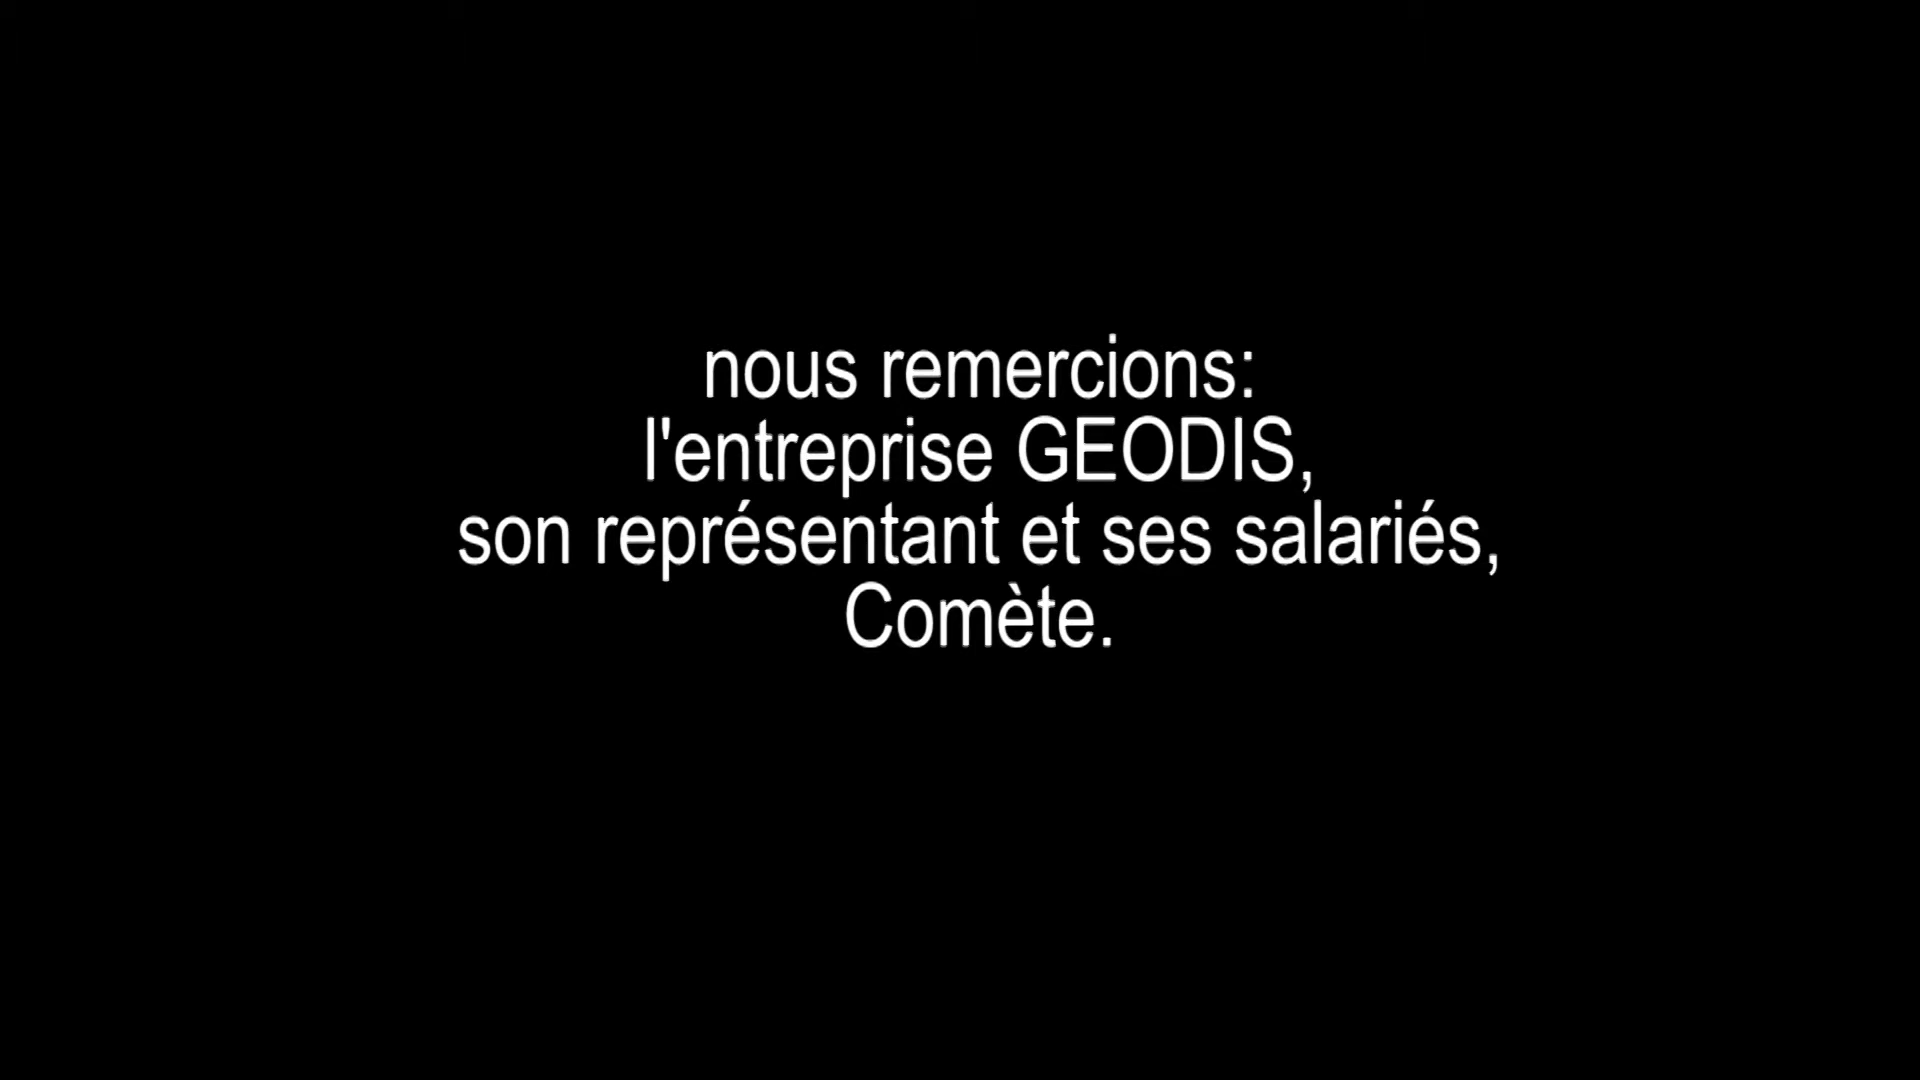 nous remercions:
l'entreprise GEODIS,
son représentant et ses salariés,
Comète.